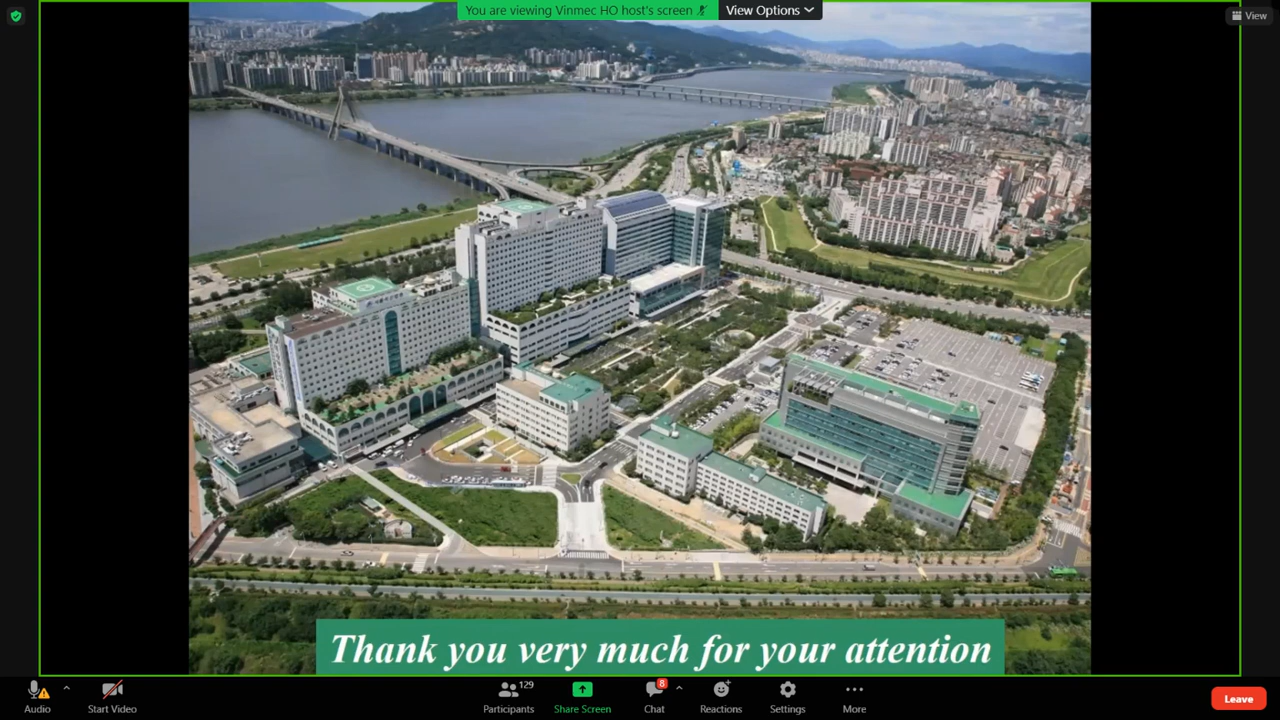 You are viewing Vinmec HO host's screen
View Options
View
Thank you very much for your attention
Audio
Start Video
Participants
129
Share Screen
Chat
8
Reactions
Settings
More
Leave